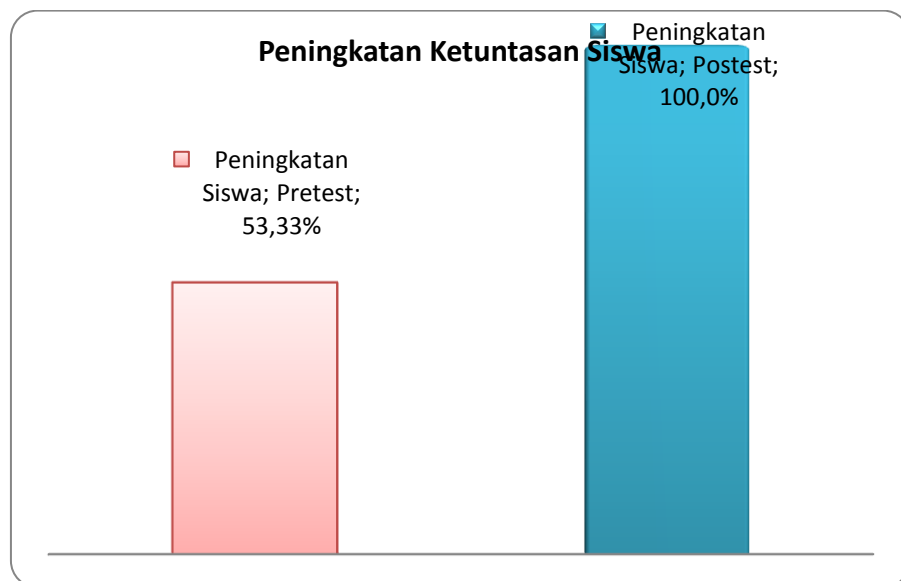 Peningkatan Ketuntasan Siswa
Peningkatan
Siswa; Pretest;
53,33%
Peningkatan
Siswa; Postest;
100,0%